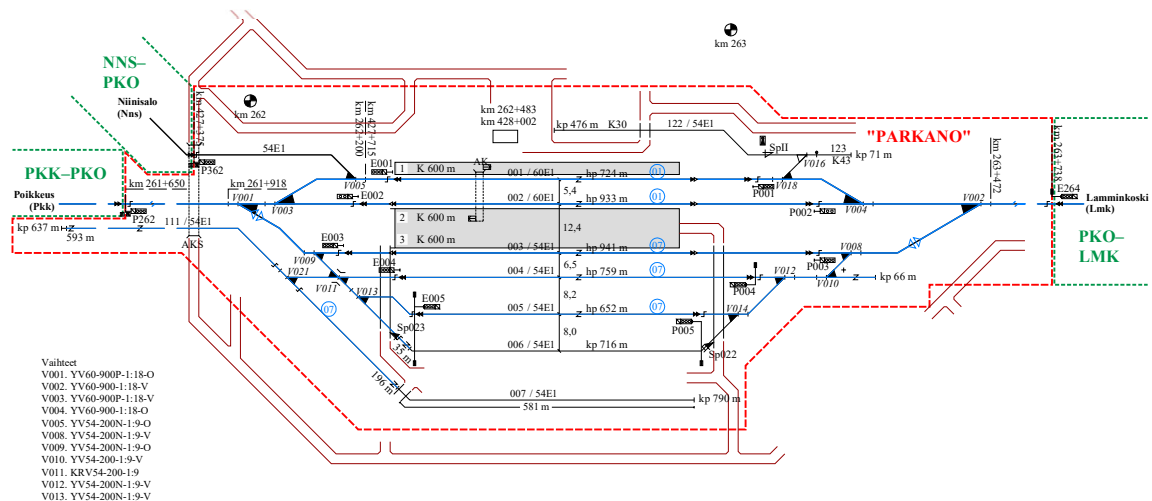 km 263
NNS–
PKO
Niinisalo
(Nns)
km 427+375
km 262
km 427+715
km 262+200
km 262+483
km 428+002
kp 476 m
K30
122 / 54E1
SpII
"PARKANO"
123
V016
K43
kp 71 m
km 263+472
km 263+738
PKK–PKO
Poikkeus
(Pkk)
54E1
P362
km 261+650
km 261+918
V001
V003
V005
E001
E002
1
K 600 m
AK
001 / 60E1
hp 724 m
01
P001
V018
5,4
002 / 60E1
hp 933 m
01
P002
V004
V002
E264
Lamminkoski
(Lmk)
P262
111 / 54E1
kp 637 m
593 m
AKS
2
K 600 m
12,4
3
K 600 m
E003
003 / 54E1
hp 941 m
07
P003
V008
PKO–
LMK
V009
E004
6,5
004 / 54E1
hp 759 m
07
P004
V012
V010
kp 66 m
V021
V011
V013
8,2
E005
005 / 54E1
hp 652 m
07
P005
V014
07
Sp023
8,0
35 m
006 / 54E1
kp 716 m
Sp022
196 m
007 / 54E1
581 m
kp 790 m
Vaihteet
V001. YV60-900P-1:18-O
V002. YV60-900-1:18-V
V003. YV60-900P-1:18-V
V004. YV60-900-1:18-O
V005. YV54-200N-1:9-O
V008. YV54-200N-1:9-V
V009. YV54-200N-1:9-O
V010. YV54-200-1:9-V
V011. KRV54-200-1:9
V012. YV54-200N-1:9-V
V013. YV54-200N-1:9-V